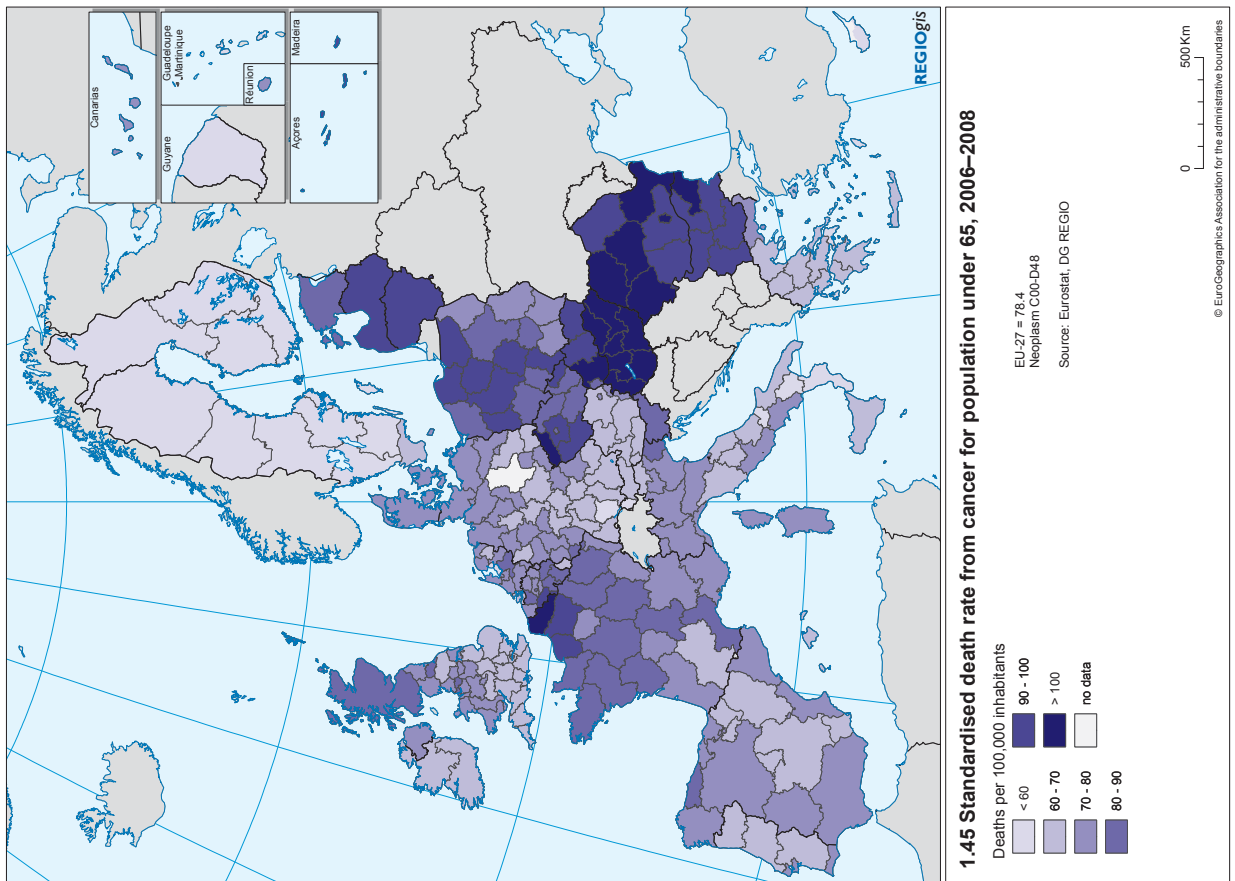 Canarias
Guyane
Guadeloupe
Martinique
Réunion
Açores
Madeira
REGIOgis
1.45 Standardised death rate from cancer for population under 65, 2006–2008
Deaths per 100,000 inhabitants
< 60
60 - 70
70 - 80
80 - 90
90 - 100
> 100
no data
EU-27 = 78.4
Neoplasm C00-D48
Source: Eurostat, DG REGIO
0 500 Km
© EuroGeographics Association for the administrative boundaries